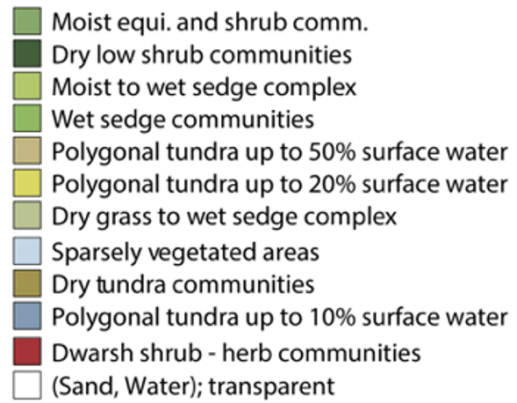 Moist equi. and shrub comm.
Dry low shrub communities
Moist to wet sedge complex
Wet sedge communities
Polygonal tundra up to 50% surface water
Polygonal tundra up to 20% surface water
Dry grass to wet sedge complex
Sparsely vegetated areas
Dry tundra communities
Polygonal tundra up to 10% surface water
Dwarsh shrub - herb communities
(Sand, Water); transparent